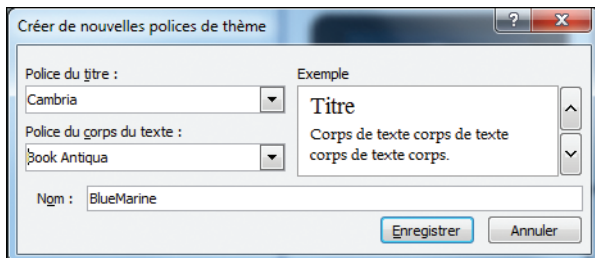 Créer de nouvelles polices de thème
Police du titre :
Cambria
Police du corps du texte :
Book Antiqua
Exemple
Titre
Corps de texte corps de texte
corps de texte corps.
Nom : BlueMarine
Enregistrer Annuler